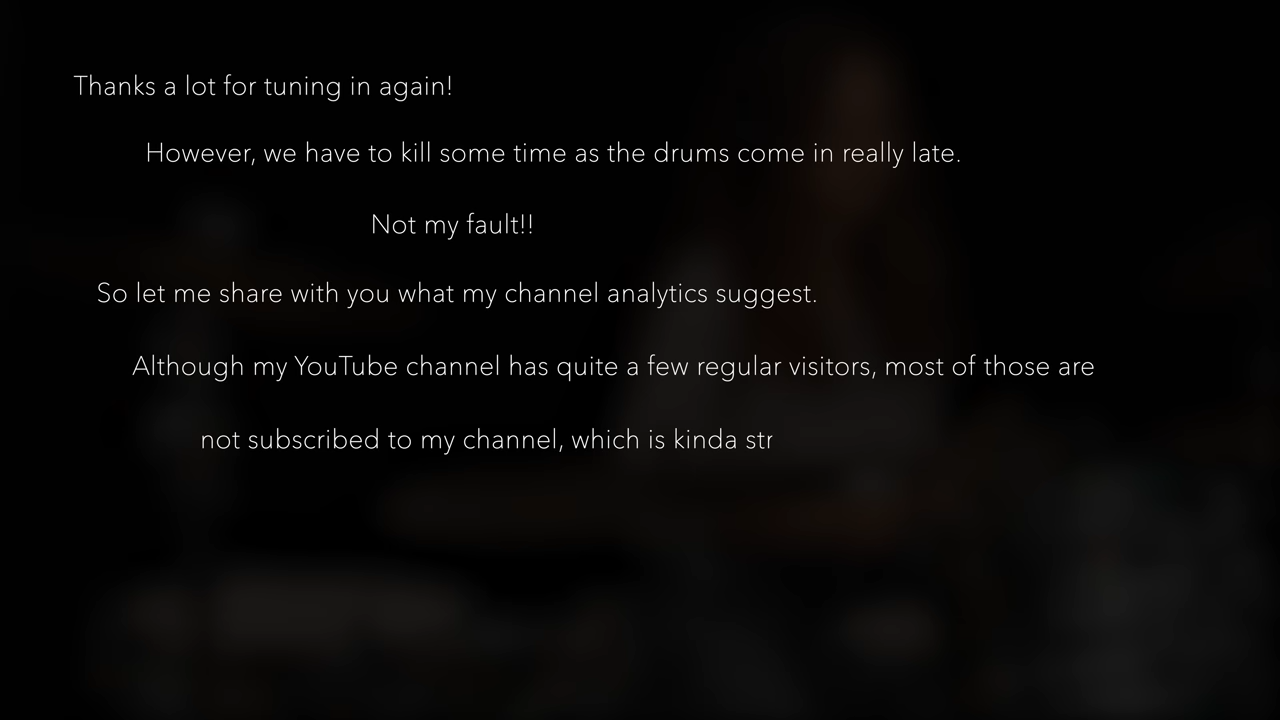 Thanks a lot for tuning in again!
However, we have to kill some time as the drums come in really late.
Not my fault!!
So let me share with you what my channel analytics suggest.
Although my YouTube channel has quite a few regular visitors, most of those are
not subscribed to my channel, which is kinda str